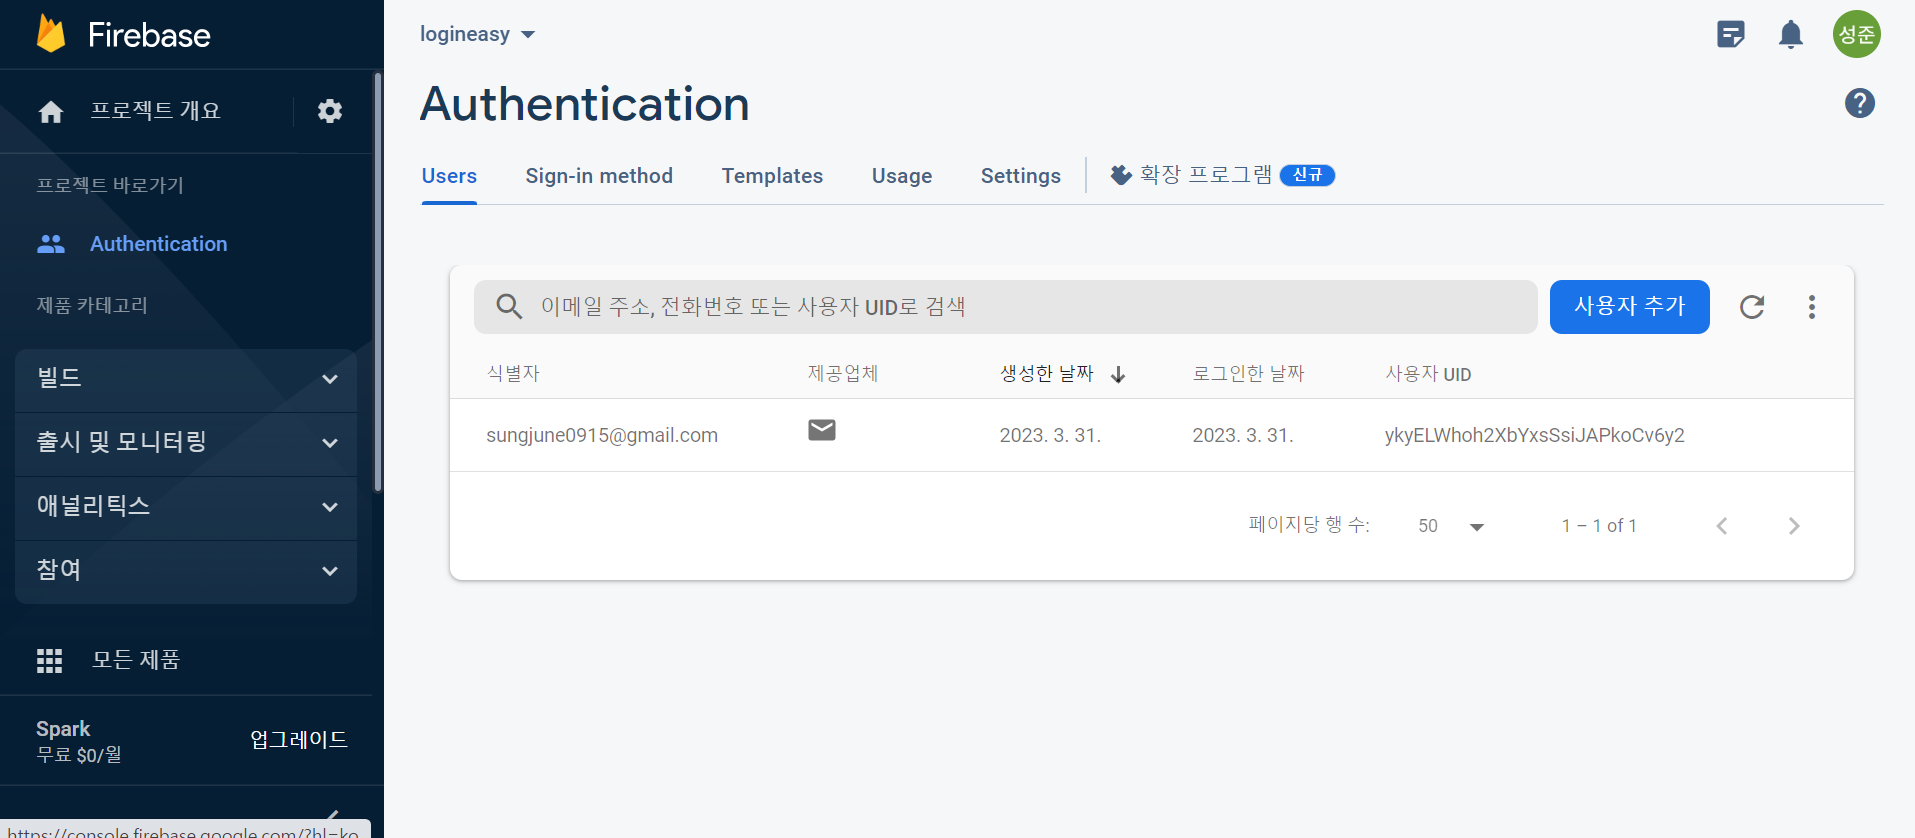 Firebase
프로젝트 개요
프로젝트 바로가기
Authentication
제품 카테고리
빌드
출시 및 모니터링
애널리틱스
참여
모든 제품
Spark
무료 $0/월
업그레이드
https://console.firebase.google.com/?hl=ko
logineasy
성준
Authentication
Users Sign-in method Templates Usage Settings 확장 프로그램 신규
이메일 주소, 전화번호 또는 사용자 UID로 검색
사용자 추가
식별자 제공업체 생성한 날짜 로그인한 날짜 사용자 UID
sungjune0915@gmail.com 2023. 3. 31. 2023. 3. 31. ykyELWhoh2XbYxsSsiJAPkoCv6y2
페이지당 행 수: 50 1 – 1 of 1